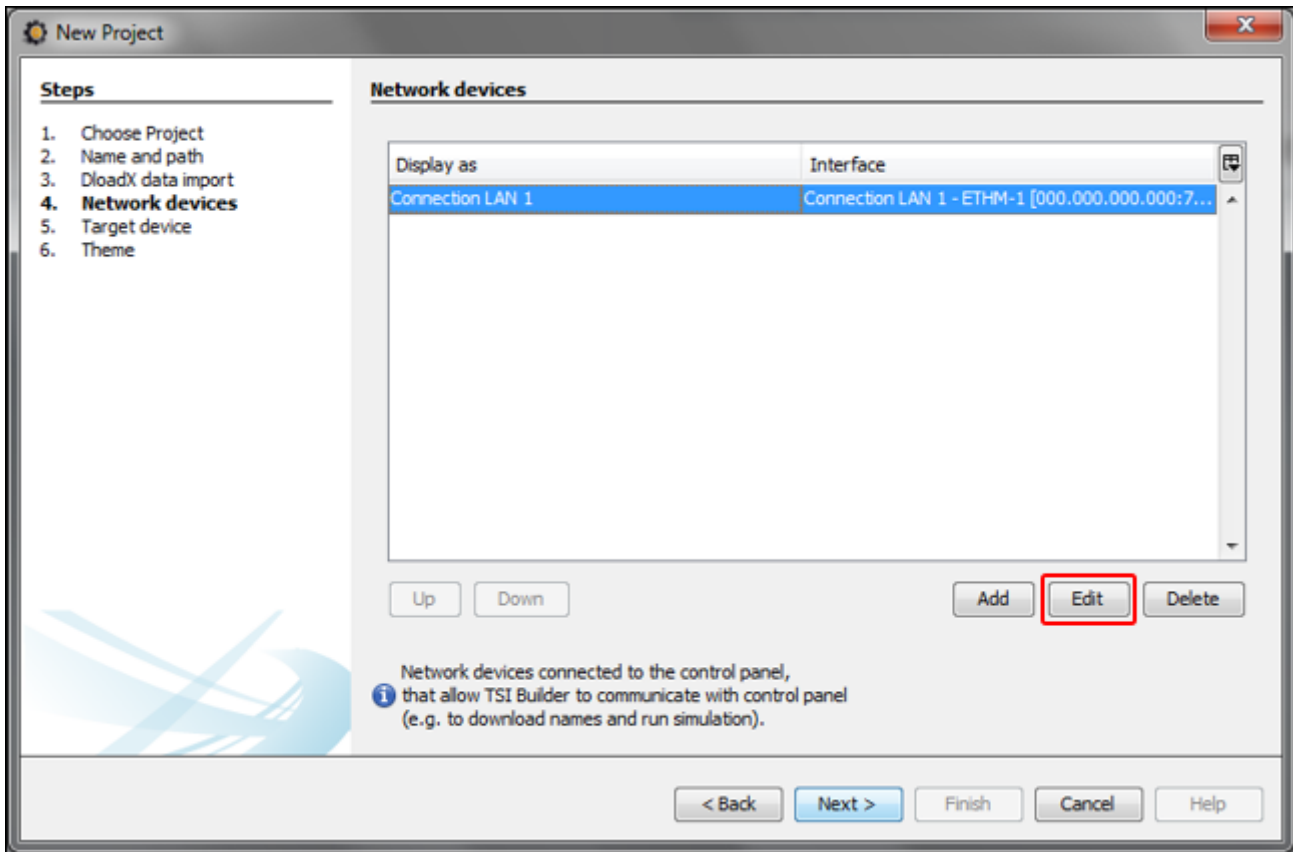 New Project
Steps
1. Choose Project
2. Name and path
3. DloadX data import
4. Network devices
5. Target device
6. Theme
Network devices
Display as Interface
Connection LAN 1 Connection LAN 1 - ETHM-1 [000.000.000.000:7...
Up Down Add Edit Delete
Network devices connected to the control panel,
that allow TSI Builder to communicate with control panel
(e.g. to download names and run simulation).
< Back Next > Finish Cancel Help